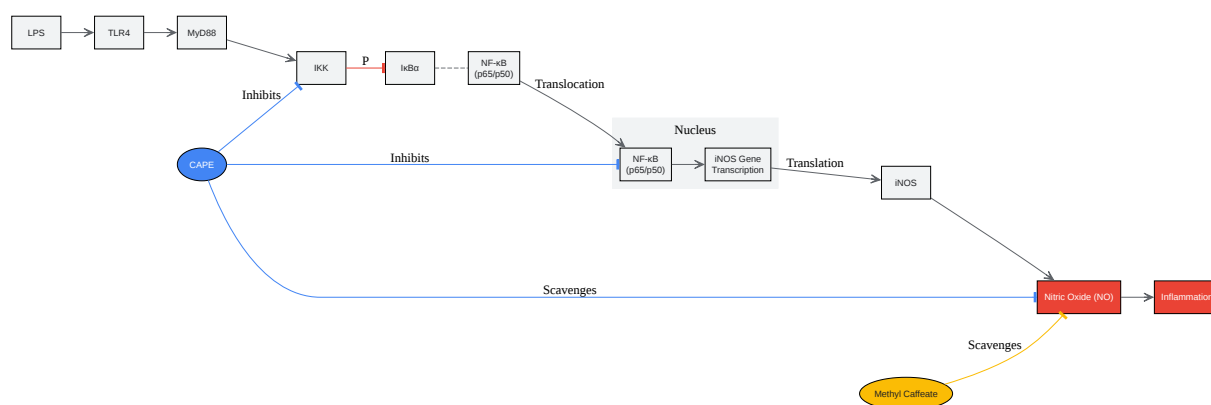 LPS
TLR4
MyD88
IKK
P
IκBα
NF-κB
(p65/p50)
Translocation
Inhibits
Nucleus
CAPE
Inhibits
NF-κB
(p65/p50)
iNOS Gene
Transcription
Translation
iNOS
Scavenges
Nitric Oxide (NO)
Inflammation
Scavenges
Methyl Caffeate